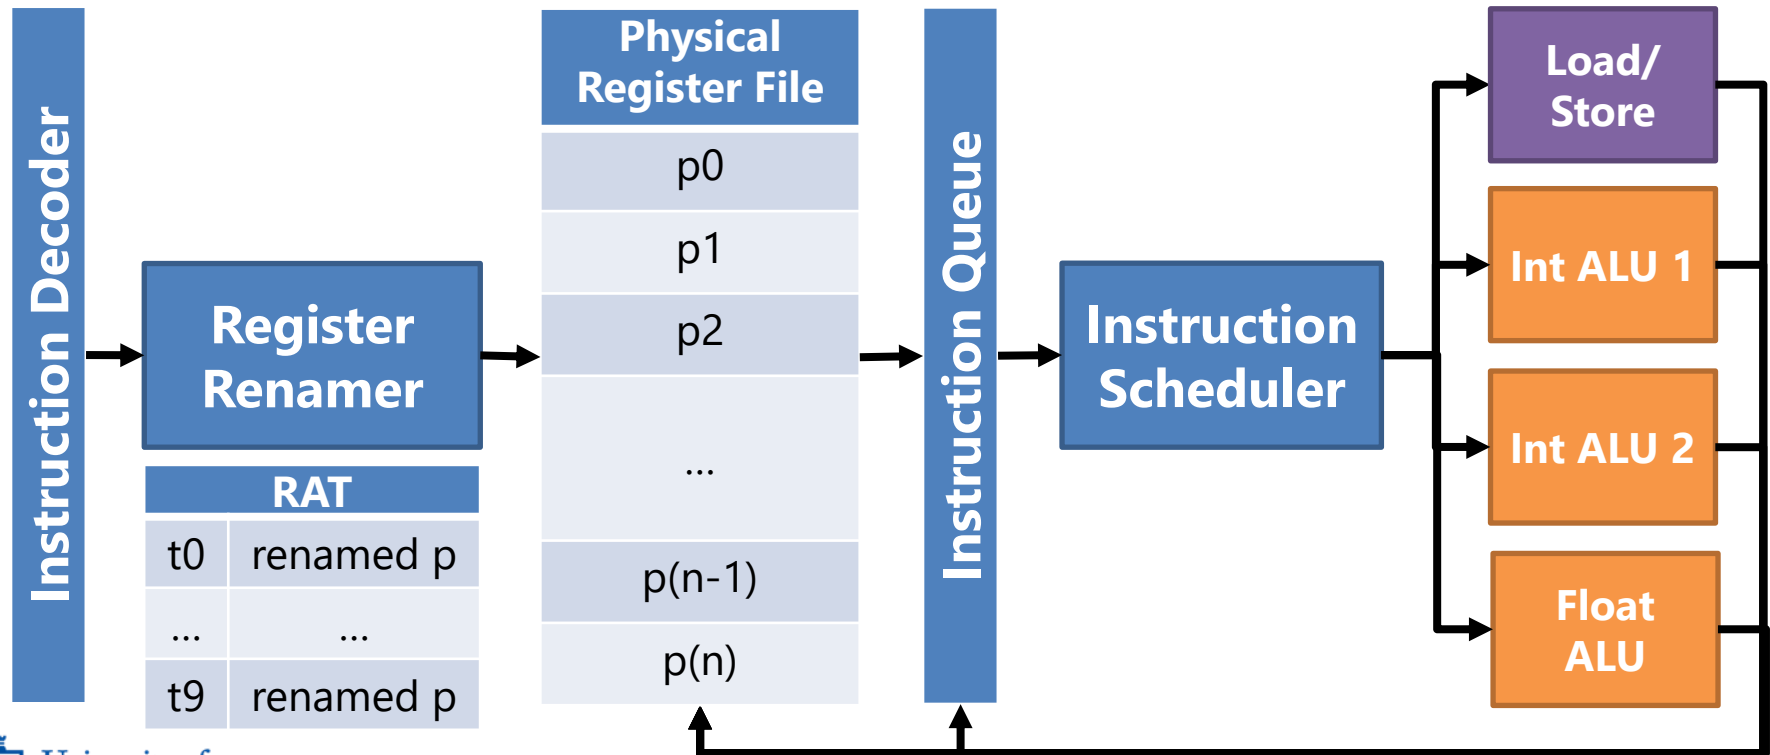 Instruction Decoder
Register
Renamer
RAT
t0 renamed p
... ...
t9 renamed p
Physical
Register File
p0
p1
p2
...
p(n-1)
p(n)
Instruction Queue
Instruction
Scheduler
Load/
Store
Int ALU 1
Int ALU 2
Float
ALU